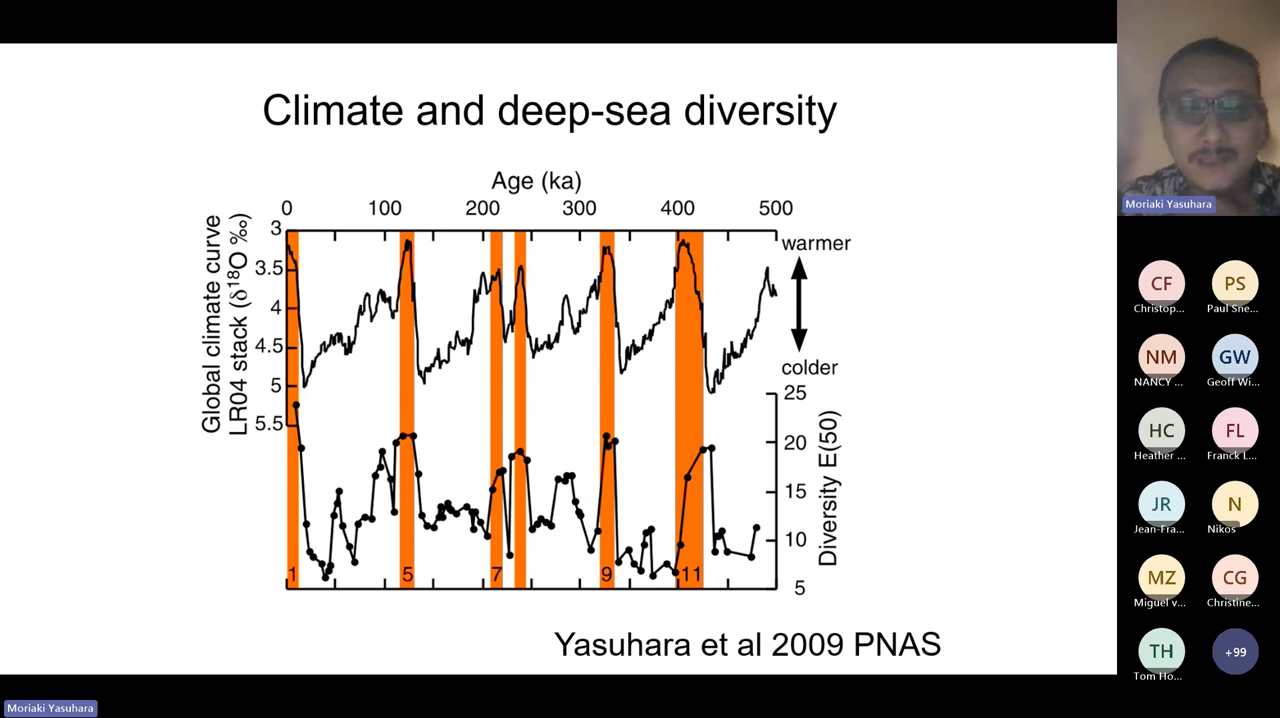 Climate and deep-sea diversity
Age (ka)
0 100 200 300 400 500
Global climate curve
LR04 stack (δ18O ‰)
3
3.5
4
4.5
5
5.5
warmer
colder
25
20
15
10
5
Diversity E(50)
1 5 7 9 11
Yasuhara et al 2009 PNAS
Moriaki Yasuhara
Moriaki Yasuhara
CF PS
Christop... Paul Sne...
NM GW
NANCY ... Geoff Wi...
HC FL
Heather ... Franck L...
JR N
Jean-Fra... Nikos
MZ CG
Miguel v... Christine...
TH +99
Tom Ho...